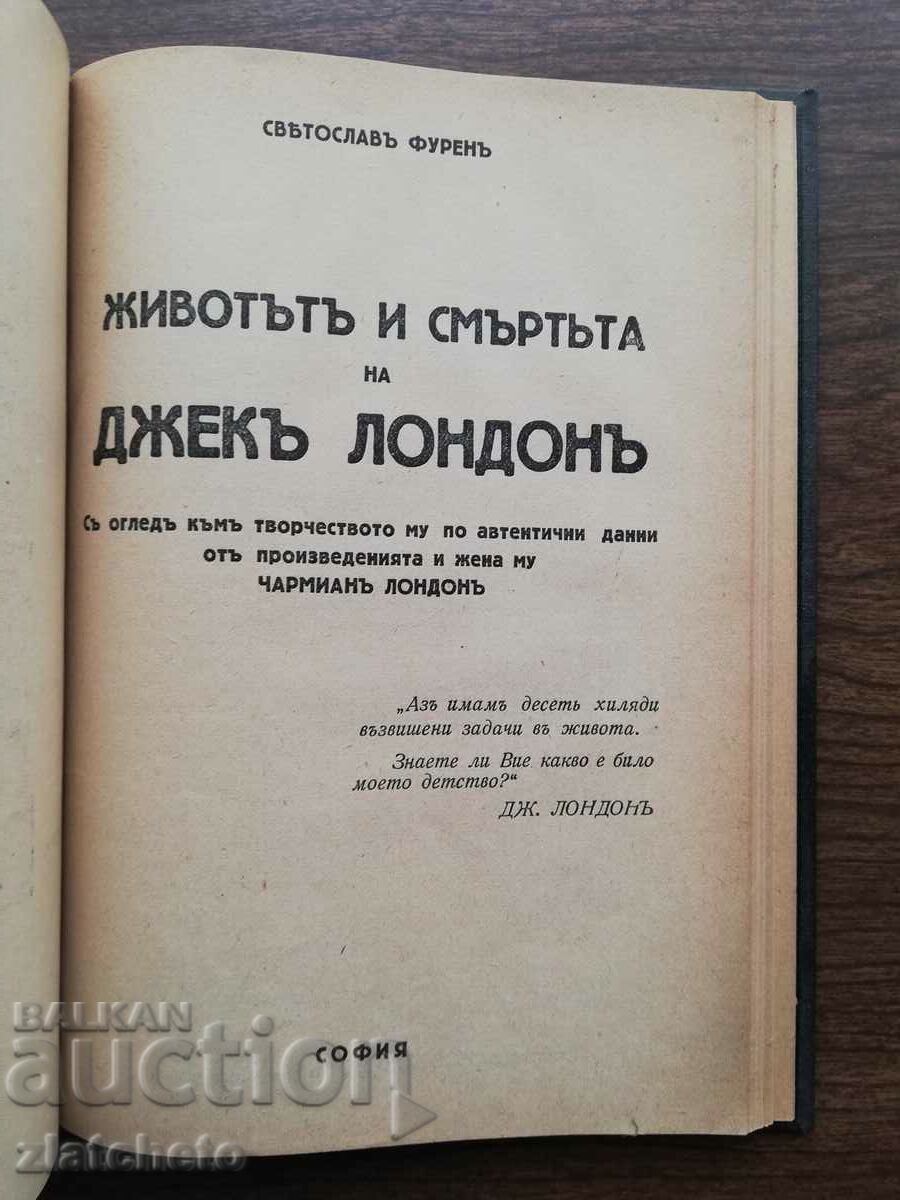 СВѢТОСЛАВЪ ФУРЕНЪ
ЖИВОТЪТЪ И СМЪРТЬТА
НА
ДЖЕКЪ ЛОНДОНЪ
Съ огледъ къмъ творчеството му по автентични данни
отъ произведенията и жена му
ЧАРМИАНЪ ЛОНДОНЪ
„Азъ имамъ десеть хиляди
възвишени задачи въ живота.
Знаете ли Вие какво е било
моето детство?“
ДЖ. ЛОНДОНЪ
СОФИЯ
BALKAN
auction
zlatcheto